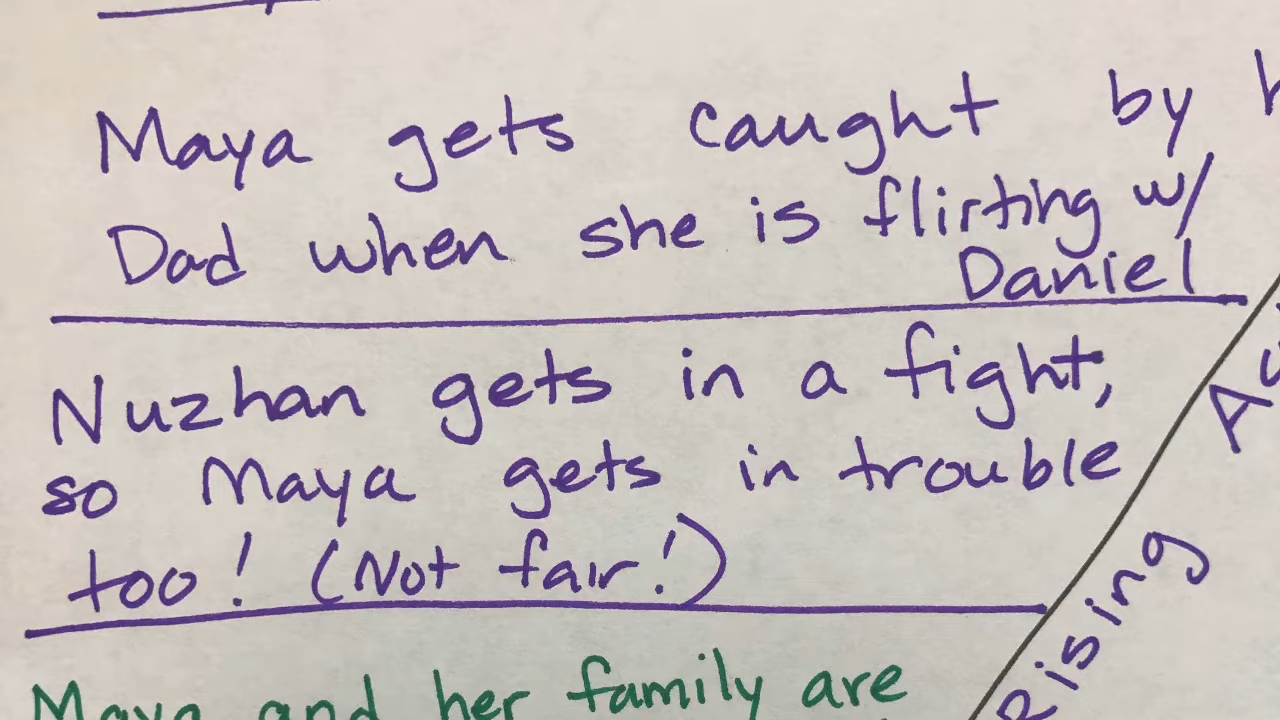 Maya gets caught by
Dad when she is flirting w/
Daniel
Nuzhan gets in a fight,
so Maya gets in trouble
too! (Not fair!)
Maya and her family are
Rising